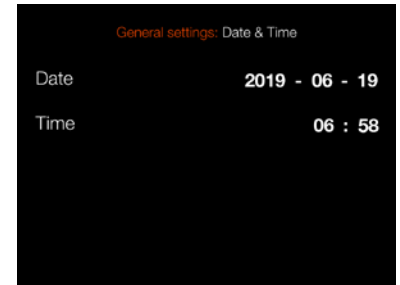 General settings: Date & Time
Date 2019 - 06 - 19
Time 06 : 58